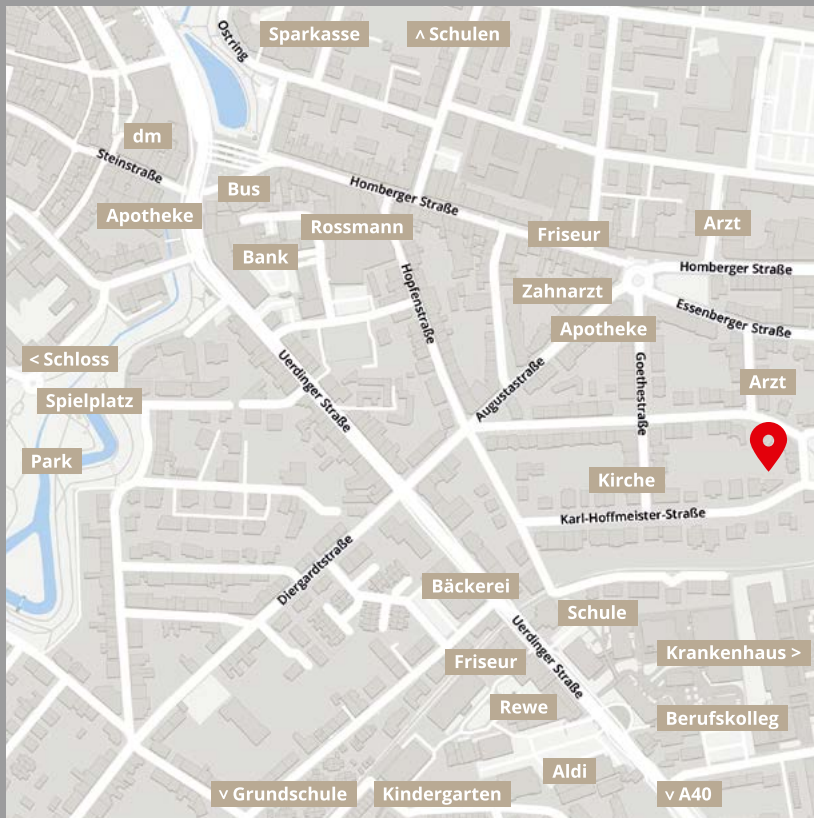 Ostring
Sparkasse
˄ Schulen
dm
Steinstraße
Bus
Homberger Straße
Apotheke
Rossmann
Friseur
Arzt
Bank
Homberger Straße
Hopfenstraße
Zahnarzt
Essenberger Straße
Apotheke
< Schloss
Uerdinger Straße
Augustastraße
Goethestraße
Arzt
Spielplatz
Park
Kirche
Karl-Hoffmeister-Straße
Diergardtstraße
Bäckerei
Schule
Uerdinger Straße
Krankenhaus >
Friseur
Rewe
Berufskolleg
Aldi
˅ Grundschule
Kindergarten
˅ A40